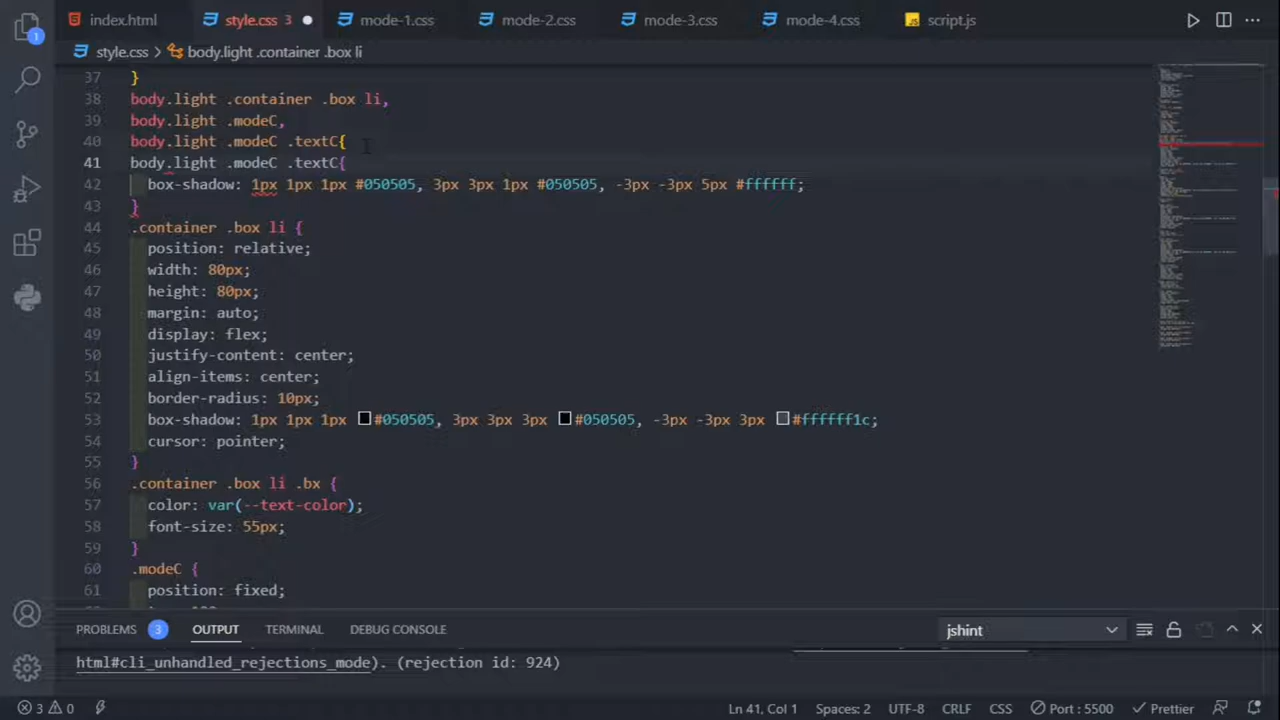 index.html style.css 3 mode-1.css mode-2.css mode-3.css mode-4.css script.js
style.css > body.light .container .box li
1
37 }
38 body.light .container .box li,
39 body.light .modeC,
40 body.light .modeC .textC{
41 body.light .modeC .textC{
42 box-shadow: 1px 1px 1px #050505, 3px 3px 1px #050505, -3px -3px 5px #ffffff;
43 }
44 .container .box li {
45 position: relative;
46 width: 80px;
47 height: 80px;
48 margin: auto;
49 display: flex;
50 justify-content: center;
51 align-items: center;
52 border-radius: 10px;
53 box-shadow: 1px 1px 1px #050505, 3px 3px 3px #050505, -3px -3px 3px #ffffff1c;
54 cursor: pointer;
55 }
56 .container .box li .bx {
57 color: var(--text-color);
58 font-size: 55px;
59 }
60 .modeC {
61 position: fixed;
PROBLEMS 3 OUTPUT TERMINAL DEBUG CONSOLE jshint
html#cli_unhandled_rejections_mode). (rejection id: 924)
3 0 Ln 41, Col 1 Spaces: 2 UTF-8 CRLF CSS Port : 5500 Prettier